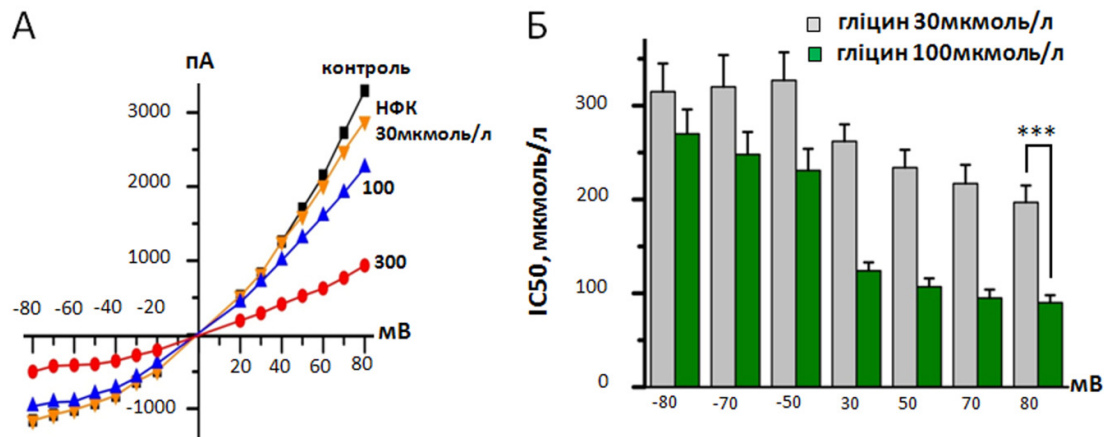 А
пА
контроль
НФК
30мкмоль/л
3000
100
2000
1000
300
-80 -60 -40 -20
мВ
20 40 60 80
-1000
Б
гліцин 30мкмоль/л
гліцин 100мкмоль/л
IC50, мкмоль/л
300
200
100
0
***
-80 -70 -50 30 50 70 80
мВ